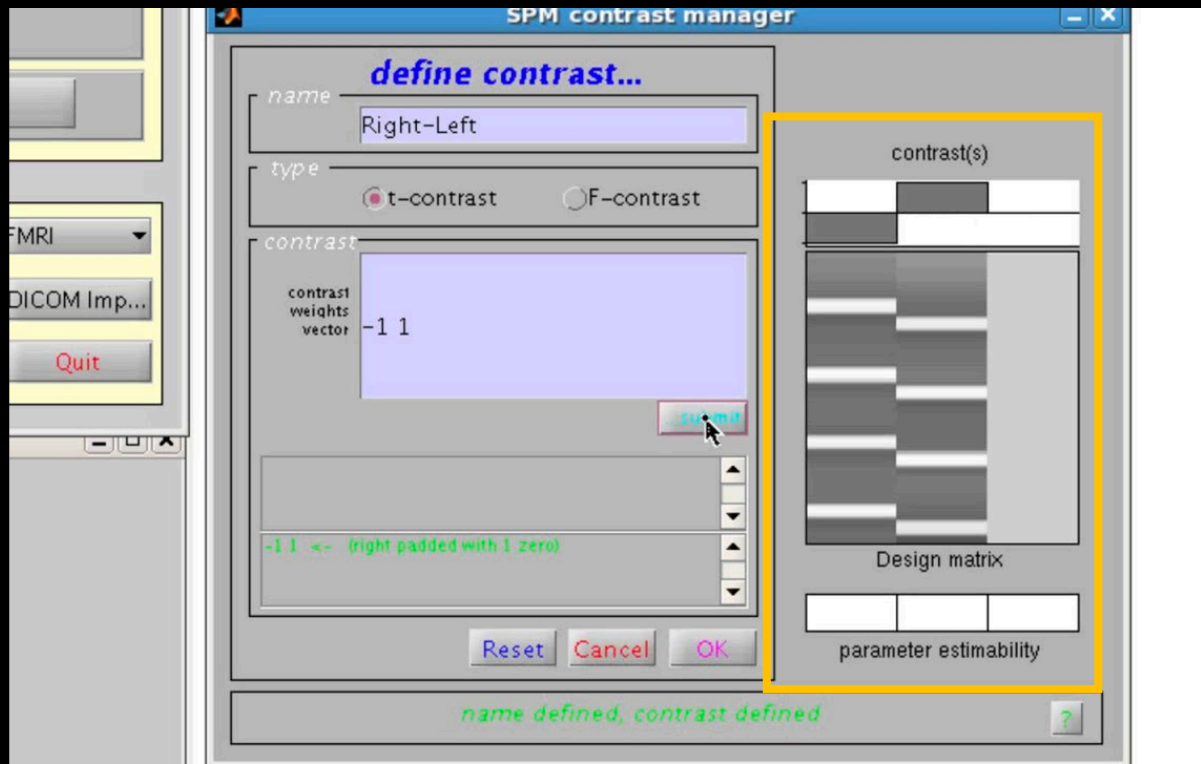 SPM contrast manager
define contrast...
name
Right-Left
type
t-contrast
F-contrast
contrast
contrast
weights
vector
-1 1
FMRI
DICOM Imp...
Quit
-1 1 <- (right padded with 1 zero)
Reset
Cancel
OK
name defined, contrast defined
?
contrast(s)
Design matrix
parameter estimability